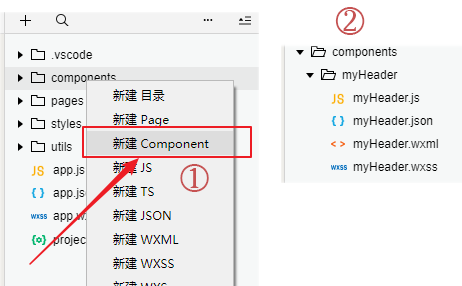 ①
②
.vscode
components
pages
styles
utils
app.js
app.js
app.w
WXSS
projec
新建 目录
新建 Page
新建 Component
新建 JS
新建 TS
新建 JSON
新建 WXML
新建 WXSS
新建 WXS
components
myHeader
JS myHeader.js
{ } myHeader.json
< > myHeader.wxml
WXSS myHeader.wxss